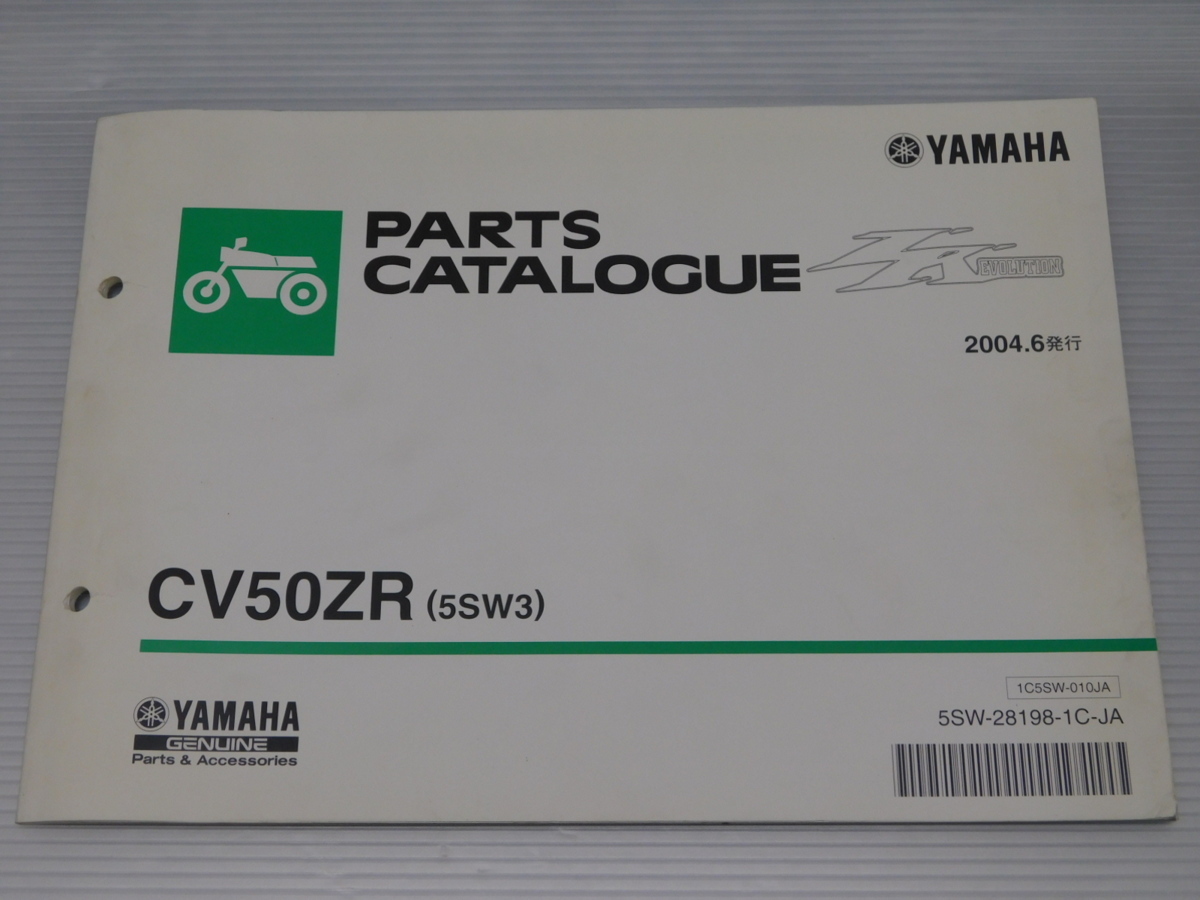 YAMAHA
PARTS
CATALOGUE
ZR EVOLUTION
2004.6発行
CV50ZR (5SW3)
YAMAHA
GENUINE
Parts & Accessories
1C5SW-010JA
5SW-28198-1C-JA